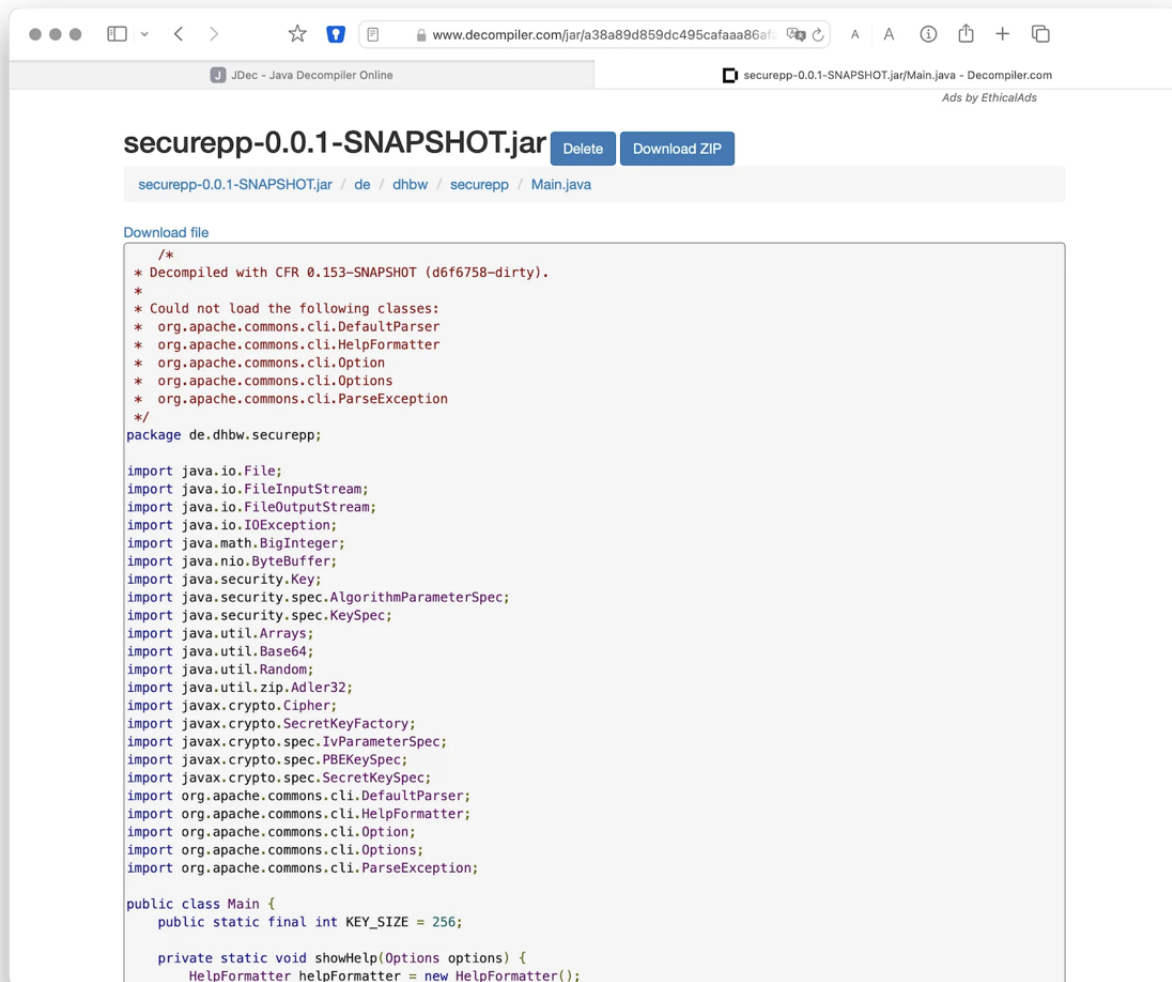 www.decompiler.com/jar/a38a89d859dc495cafaaa86af
A A
JDec - Java Decompiler Online
securepp-0.0.1-SNAPSHOT.jar/Main.java - Decompiler.com
Ads by EthicalAds
securepp-0.0.1-SNAPSHOT.jar Delete Download ZIP
securepp-0.0.1-SNAPSHOT.jar / de / dhbw / securepp / Main.java
Download file
/*
* Decompiled with CFR 0.153-SNAPSHOT (d6f6758-dirty).
*
* Could not load the following classes:
*  org.apache.commons.cli.DefaultParser
*  org.apache.commons.cli.HelpFormatter
*  org.apache.commons.cli.Option
*  org.apache.commons.cli.Options
*  org.apache.commons.cli.ParseException
*/
package de.dhbw.securepp;
import java.io.File;
import java.io.FileInputStream;
import java.io.FileOutputStream;
import java.io.IOException;
import java.math.BigInteger;
import java.nio.ByteBuffer;
import java.security.Key;
import java.security.spec.AlgorithmParameterSpec;
import java.security.spec.KeySpec;
import java.util.Arrays;
import java.util.Base64;
import java.util.Random;
import java.util.zip.Adler32;
import javax.crypto.Cipher;
import javax.crypto.SecretKeyFactory;
import javax.crypto.spec.IvParameterSpec;
import javax.crypto.spec.PBEKeySpec;
import javax.crypto.spec.SecretKeySpec;
import org.apache.commons.cli.DefaultParser;
import org.apache.commons.cli.HelpFormatter;
import org.apache.commons.cli.Option;
import org.apache.commons.cli.Options;
import org.apache.commons.cli.ParseException;
public class Main {
public static final int KEY_SIZE = 256;
private static void showHelp(Options options) {
HelpFormatter helpFormatter = new HelpFormatter();